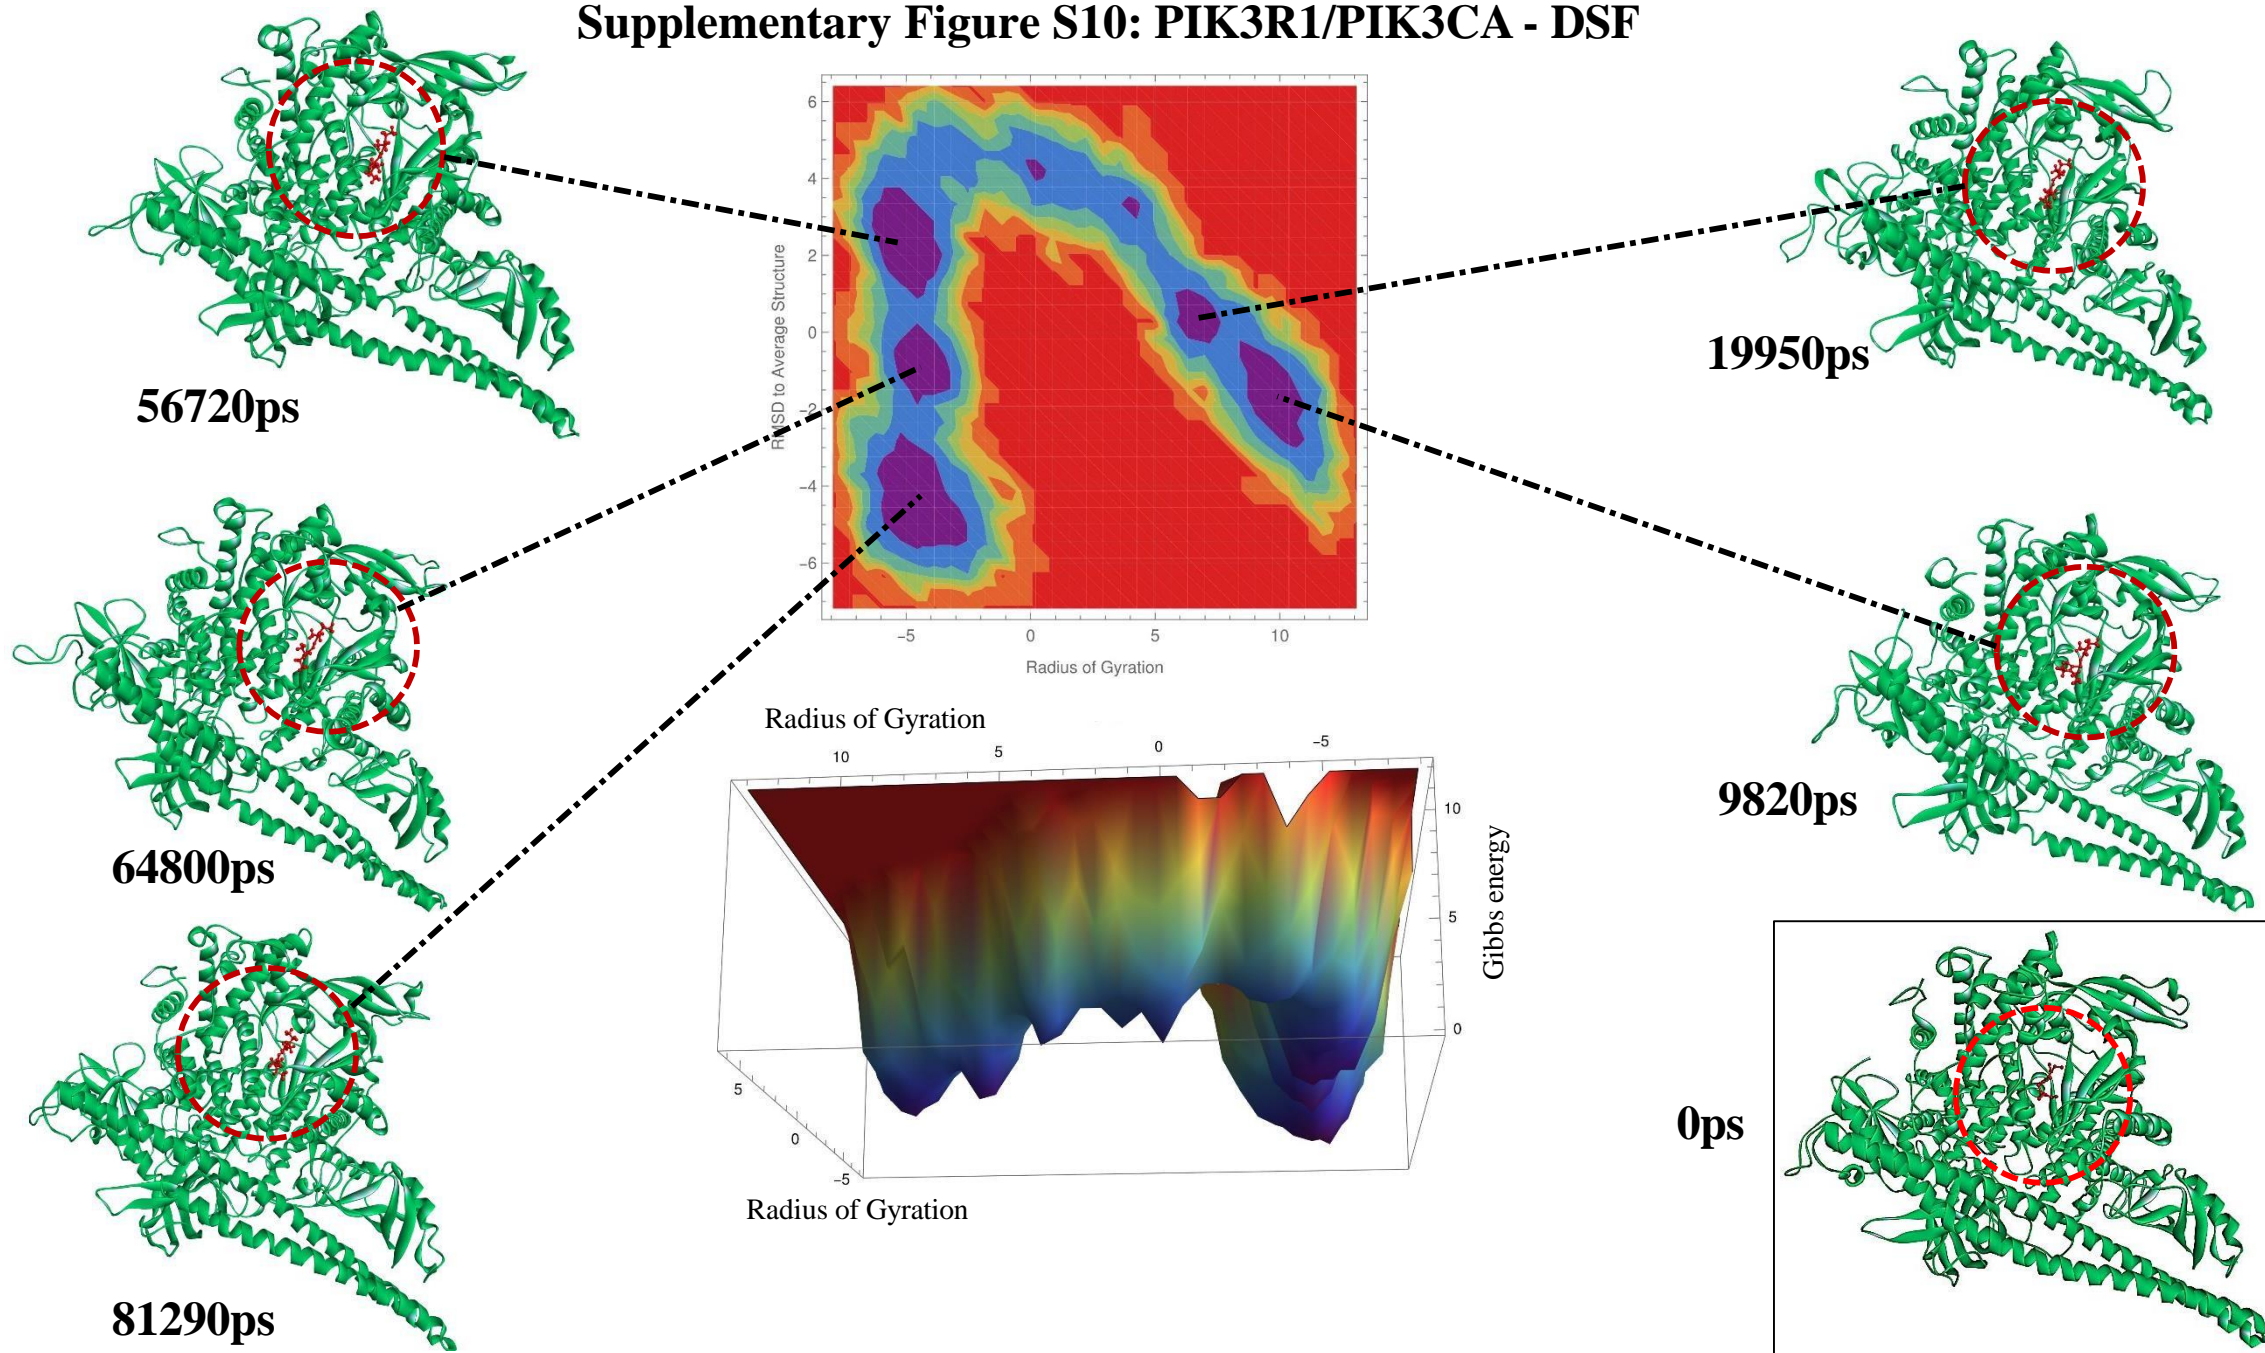 Supplementary Figure S10: PIK3R1/PIK3CA - DSF
6
4
2
0
−2
−4
−6
RMSD to Average Structure
−5 0 5 10
Radius of Gyration
56720ps
19950ps
64800ps
9820ps
81290ps
0ps
Radius of Gyration
10 5 0 −5
10
5
0
Gibbs energy
5
0
−5
Radius of Gyration